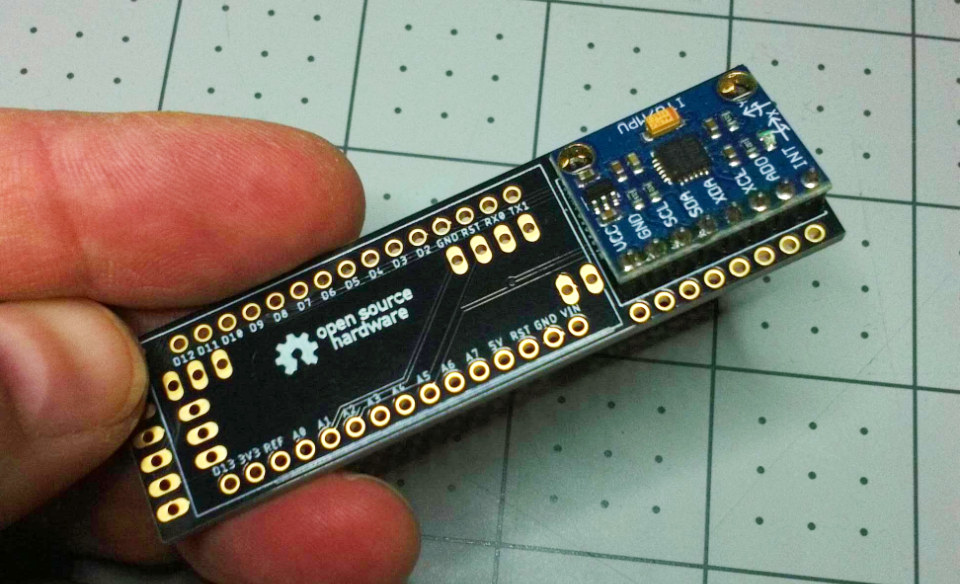 ITG/MPU
INT
AD0
XCL
XDA
SDA
SCL
GND
VCC
D12 D11 D10 D9 D8 D7 D6 D5 D4 D3 D2 GND RST RX0 TX1
open source
hardware
D13 3V3 REF A0 A1 A2 A3 A4 A5 A6 A7 5V RST GND VIN